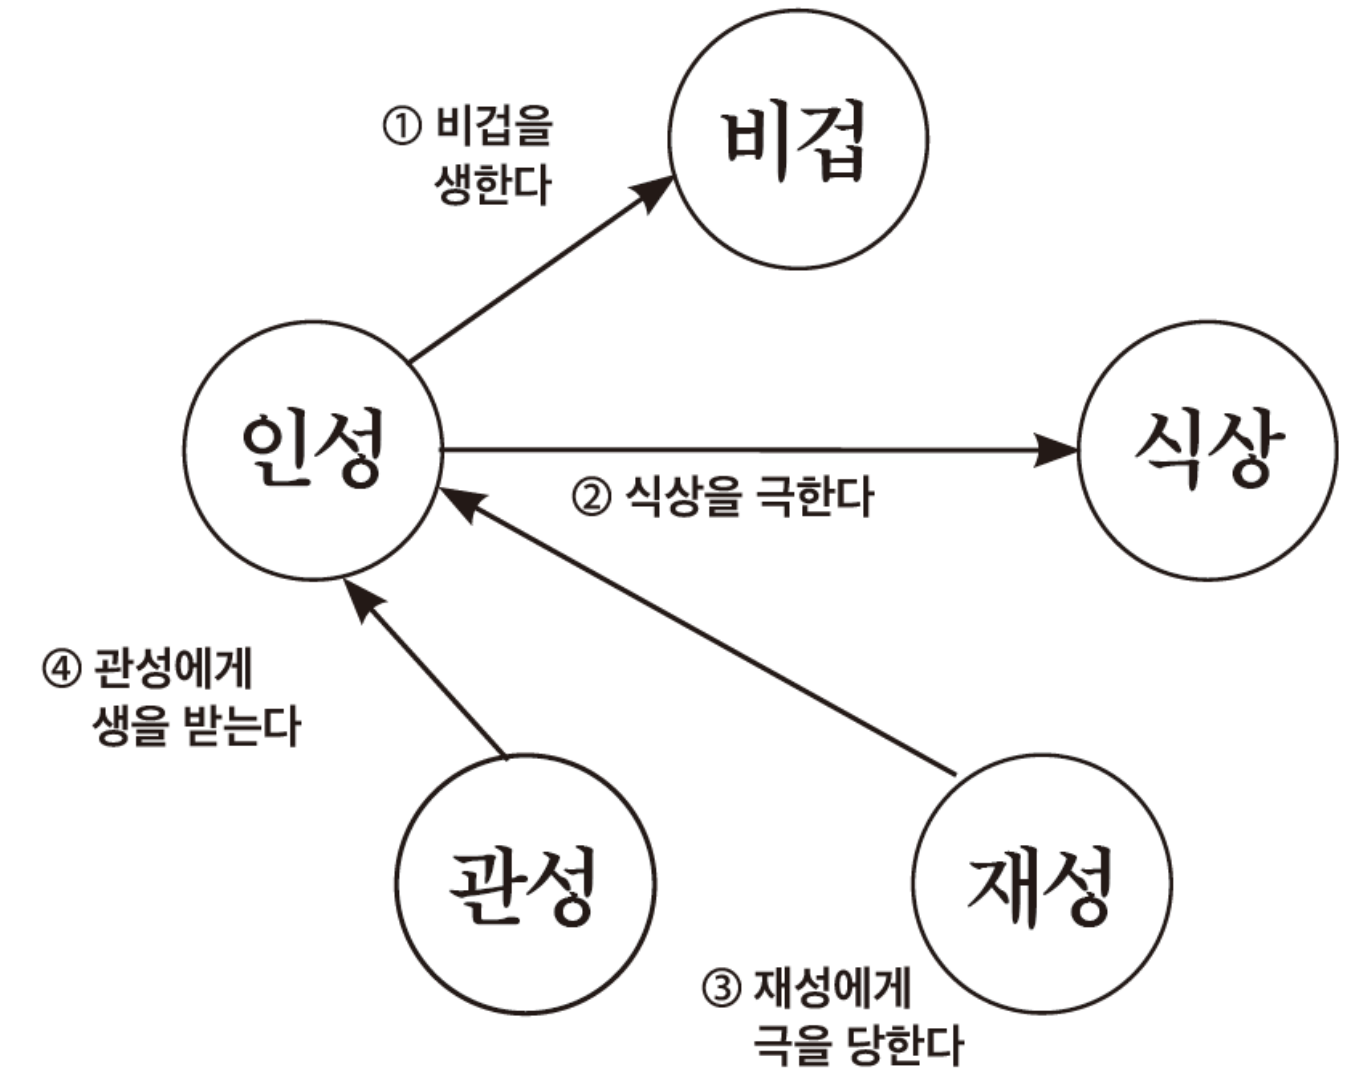 비겁
① 비겁을
생한다
인성
식상
② 식상을 극한다
④ 관성에게
생을 받는다
관성
재성
③ 재성에게
극을 당한다